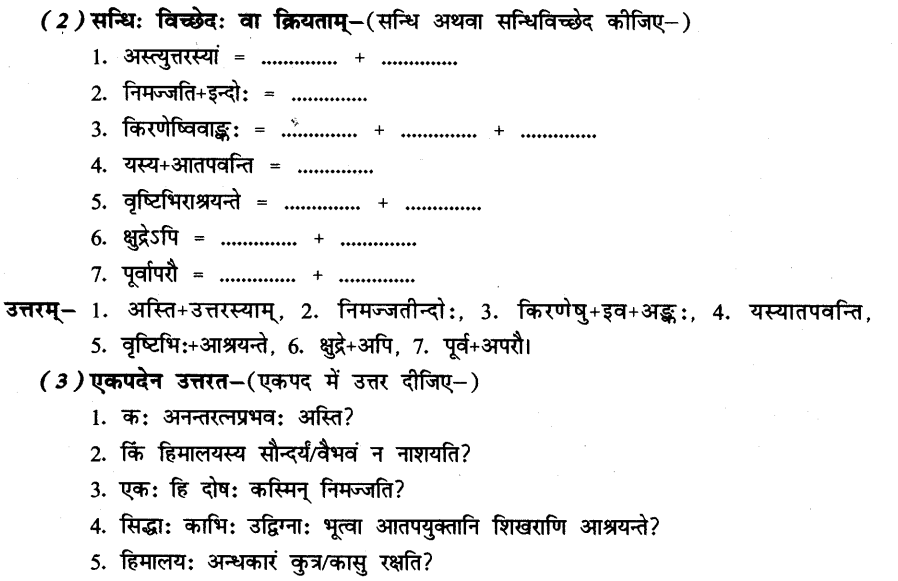 (2) सन्धिः विच्छेदः वा क्रियताम्–(सन्धि अथवा सन्धिविच्छेद कीजिए–)
1. अस्त्युत्तरस्यां = .............. + ..............
2. निमज्जति+इन्दोः = ..............
3. किरणेष्विवाङ्कः = .............. + .............. + ..............
4. यस्य+आतपवन्ति = ..............
5. वृष्टिभिराश्रयन्ते = .............. + ..............
6. क्षुद्रेऽपि = .............. + ..............
7. पूर्वापरौ = .............. + ..............
उत्तरम्– 1. अस्ति+उत्तरस्याम्, 2. निमज्जतीन्दोः, 3. किरणेषु+इव+अङ्कः, 4. यस्यातपवन्ति,
5. वृष्टिभिः+आश्रयन्ते, 6. क्षुद्रे+अपि, 7. पूर्व+अपरौ।
(3) एकपदेन उत्तरत–(एकपद में उत्तर दीजिए–)
1. कः अनन्तरत्नप्रभवः अस्ति?
2. किं हिमालयस्य सौन्दर्यं/वैभवं न नाशयति?
3. एकः हि दोषः कस्मिन् निमज्जति?
4. सिद्धाः काभिः उद्विग्नाः भूत्वा आतपयुक्तानि शिखराणि आश्रयन्ते?
5. हिमालयः अन्धकारं कुत्र/कासु रक्षति?